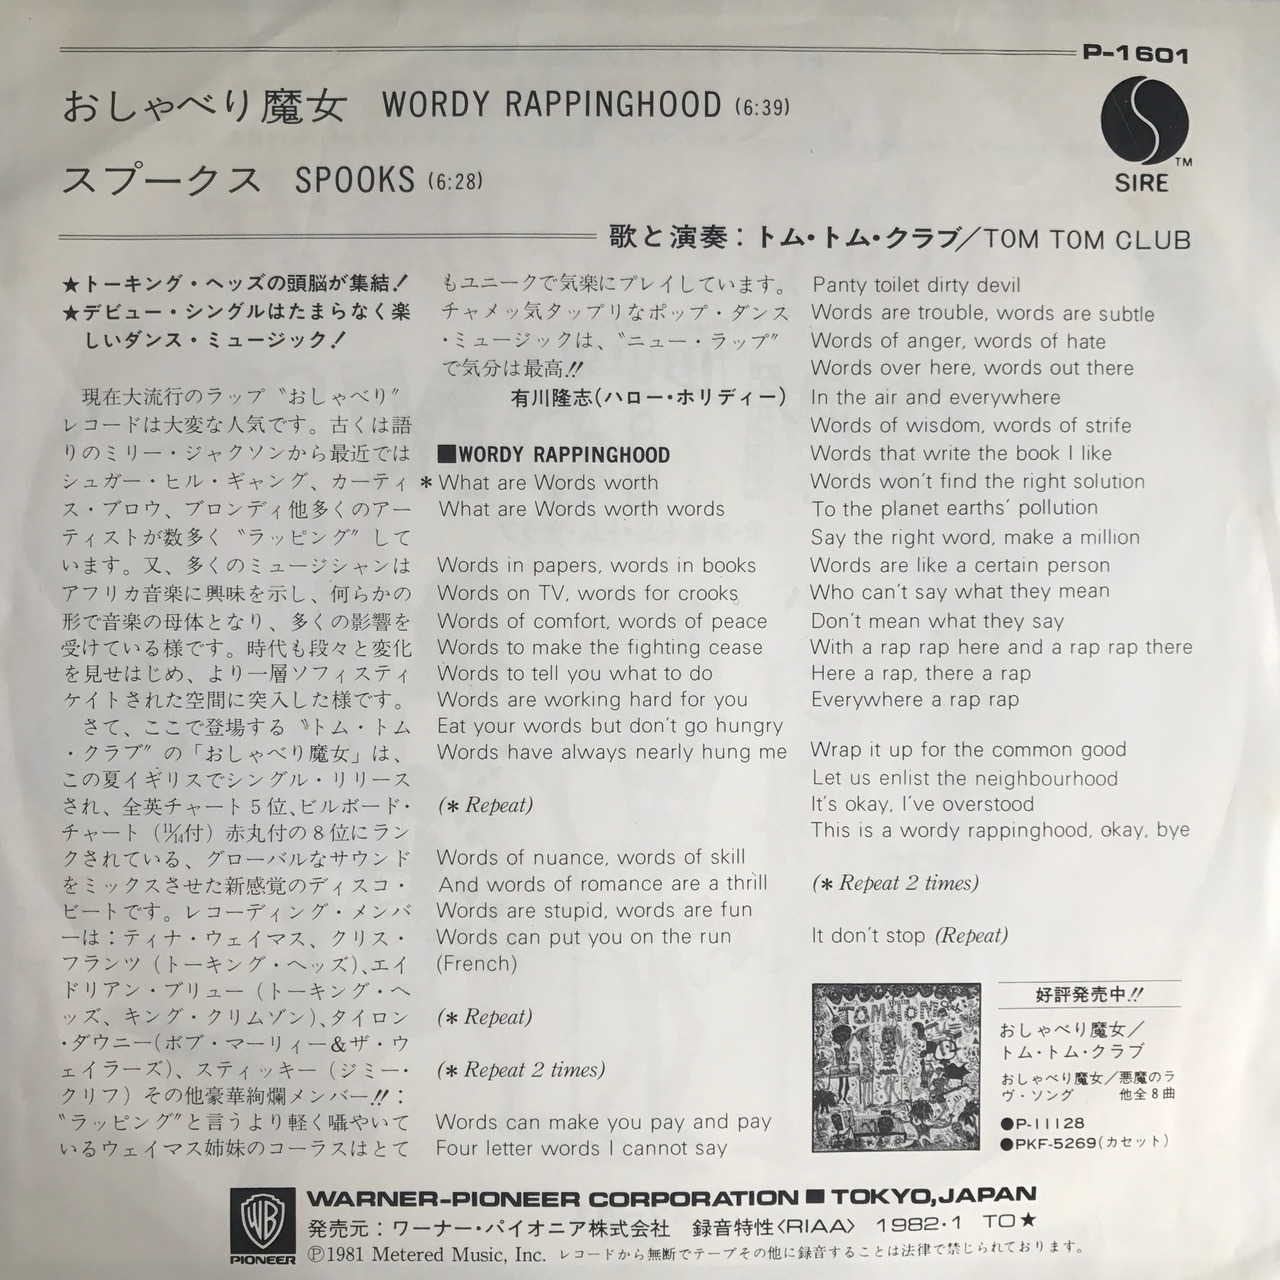 P-1601
おしゃべり魔女 WORDY RAPPINGHOOD (6:39)
スプークス SPOOKS (6:28)
SIRE
TM
歌と演奏：トム・トム・クラブ／TOM TOM CLUB
★トーキング・ヘッズの頭脳が集結！
★デビュー・シングルはたまらなく楽
しいダンス・ミュージック！
現在大流行のラップ〝おしゃべり〟
レコードは大変な人気です。古くは語
りのミリー・ジャクソンから最近では
シュガー・ヒル・ギャング、カーティ
ス・ブロウ、ブロンディ他多くのアー
ティストが数多く〝ラッピング〟して
います。又、多くのミュージシャンは
アフリカ音楽に興味を示し、何らかの
形で音楽の母体となり、多くの影響を
受けている様です。時代も段々と変化
を見せはじめ、より一層ソフィスティ
ケイトされた空間に突入した様です。
さて、ここで登場する〝トム・トム
・クラブ〟の「おしゃべり魔女」は、
この夏イギリスでシングル・リリース
され、全英チャート5位、ビルボード・
チャート（11/14付）赤丸付の8位にラン
クされている、グローバルなサウンド
をミックスさせた新感覚のディスコ・
ビートです。レコーディング・メンバ
ーは：ティナ・ウェイマス、クリス・
フランツ（トーキング・ヘッズ）、エイ
ドリアン・ブリュー（トーキング・ヘ
ッズ、キング・クリムゾン）、タイロン
・ダウニー（ボブ・マーリィー＆ザ・ウ
ェイラーズ）、スティッキー（ジミー・
クリフ）その他豪華絢爛メンバー!!：
〝ラッピング〟と言うより軽く囁やいて
いるウェイマス姉妹のコーラスはとて
もユニークで気楽にプレイしています。
チャメッ気タップリなポップ・ダンス
・ミュージックは、〝ニュー・ラップ〟
で気分は最高!!
有川隆志（ハロー・ホリディー）
■WORDY RAPPINGHOOD
＊What are Words worth
What are Words worth words
Words in papers, words in books
Words on TV, words for crooks
Words of comfort, words of peace
Words to make the fighting cease
Words to tell you what to do
Words are working hard for you
Eat your words but don't go hungry
Words have always nearly hung me
(＊Repeat)
Words of nuance, words of skill
And words of romance are a thrill
Words are stupid, words are fun
Words can put you on the run
(French)
(＊Repeat)
(＊Repeat 2 times)
Words can make you pay and pay
Four letter words I cannot say
Panty toilet dirty devil
Words are trouble, words are subtle
Words of anger, words of hate
Words over here, words out there
In the air and everywhere
Words of wisdom, words of strife
Words that write the book I like
Words won't find the right solution
To the planet earths' pollution
Say the right word, make a million
Words are like a certain person
Who can't say what they mean
Don't mean what they say
With a rap rap here and a rap rap there
Here a rap, there a rap
Everywhere a rap rap
Wrap it up for the common good
Let us enlist the neighbourhood
It's okay, I've overstood
This is a wordy rappinghood, okay, bye
(＊Repeat 2 times)
It don't stop (Repeat)
TOM TOM CLUB
好評発売中!!
おしゃべり魔女／
トム・トム・クラブ
おしゃべり魔女／悪魔のラ
ヴ・ソング 他全8曲
●P-11128
●PKF-5269（カセット）
WB
PIONEER
WARNER-PIONEER CORPORATION ■ TOKYO, JAPAN
発売元：ワーナー・パイオニア株式会社 録音特性〈RIAA〉 1982・1 TO★
Ⓟ1981 Metered Music, Inc. レコードから無断でテープその他に録音することは法律で禁じられております。